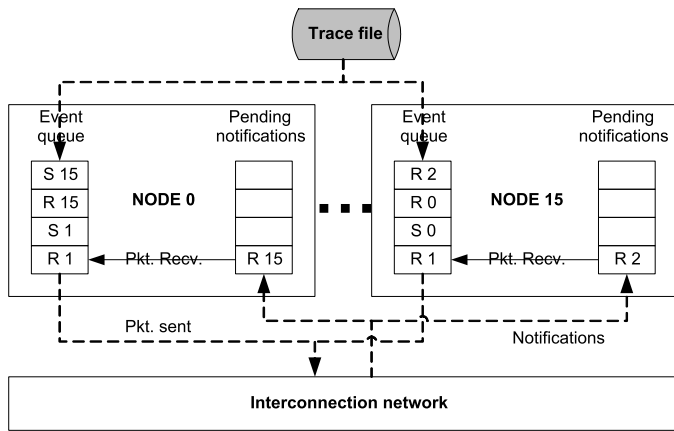 Trace file
Event
queue
Pending
notifications
Event
queue
Pending
notifications
S 15
R 15
S 1
R 1
NODE 0
Pkt. Recv.
R 15
R 2
R 0
S 0
R 1
NODE 15
Pkt. Recv.
R 2
Pkt. sent
Notifications
Interconnection network